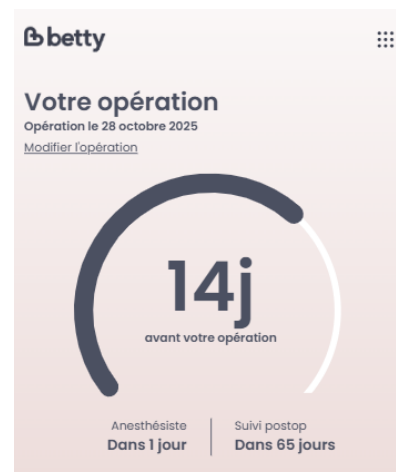 betty
Votre opération
Opération le 28 octobre 2025
Modifier l'opération
14j
avant votre opération
Anesthésiste
Dans 1 jour
Suivi postop
Dans 65 jours